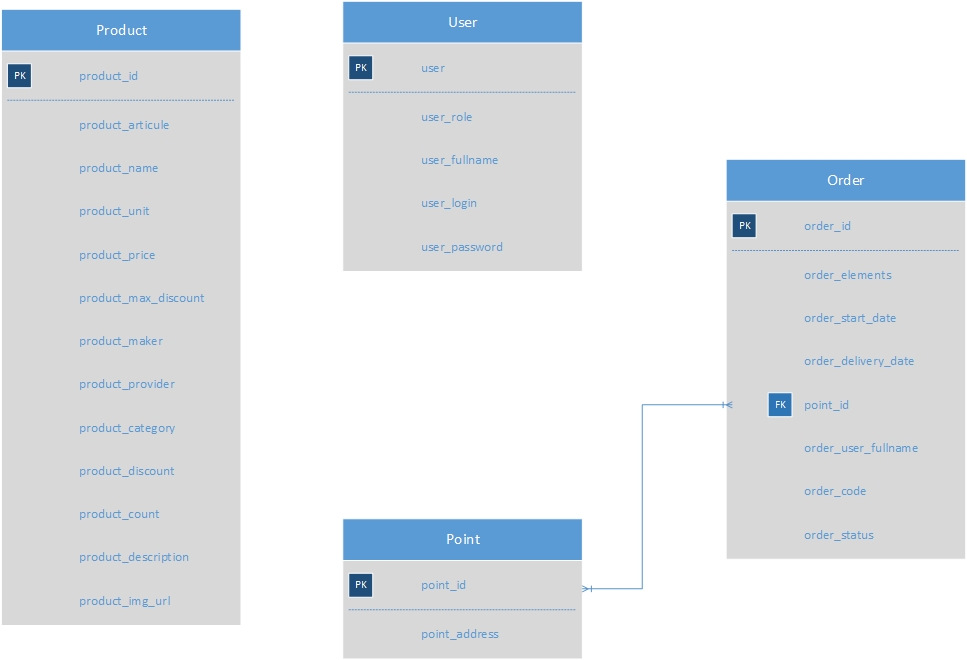 Product
PK product_id
product_articule
product_name
product_unit
product_price
product_max_discount
product_maker
product_provider
product_category
product_discount
product_count
product_description
product_img_url
User
PK user
user_role
user_fullname
user_login
user_password
Point
PK point_id
point_address
Order
PK order_id
order_elements
order_start_date
order_delivery_date
FK point_id
order_user_fullname
order_code
order_status